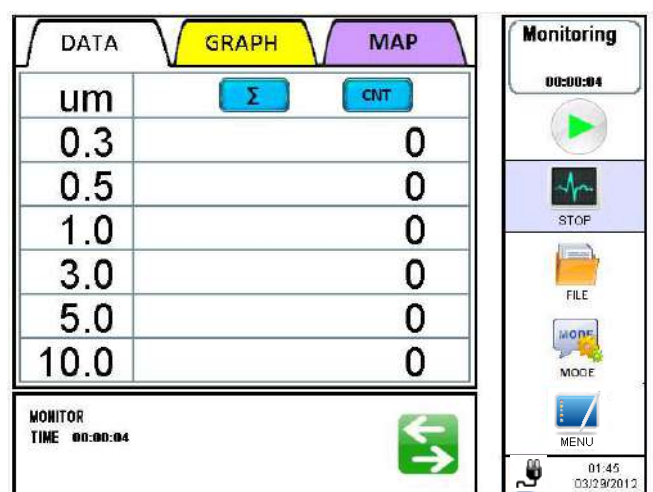 DATA GRAPH MAP
um Σ CNT
0.3 0
0.5 0
1.0 0
3.0 0
5.0 0
10.0 0
MONITOR
TIME 00:00:04
Monitoring
00:00:04
STOP
FILE
MODE
MODE
MENU
01:45
03/29/2012